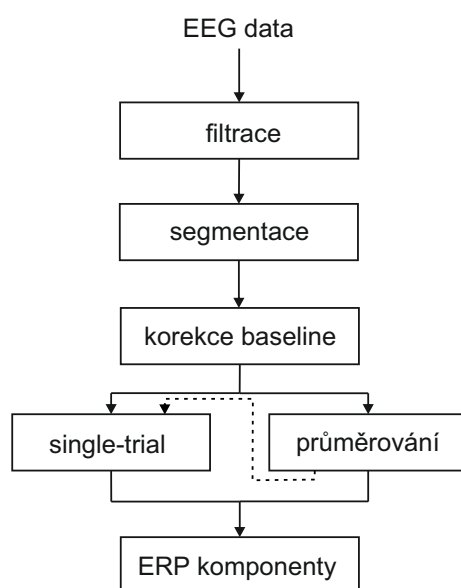 EEG data
filtrace
segmentace
korekce baseline
single-trial
průměrování
ERP komponenty